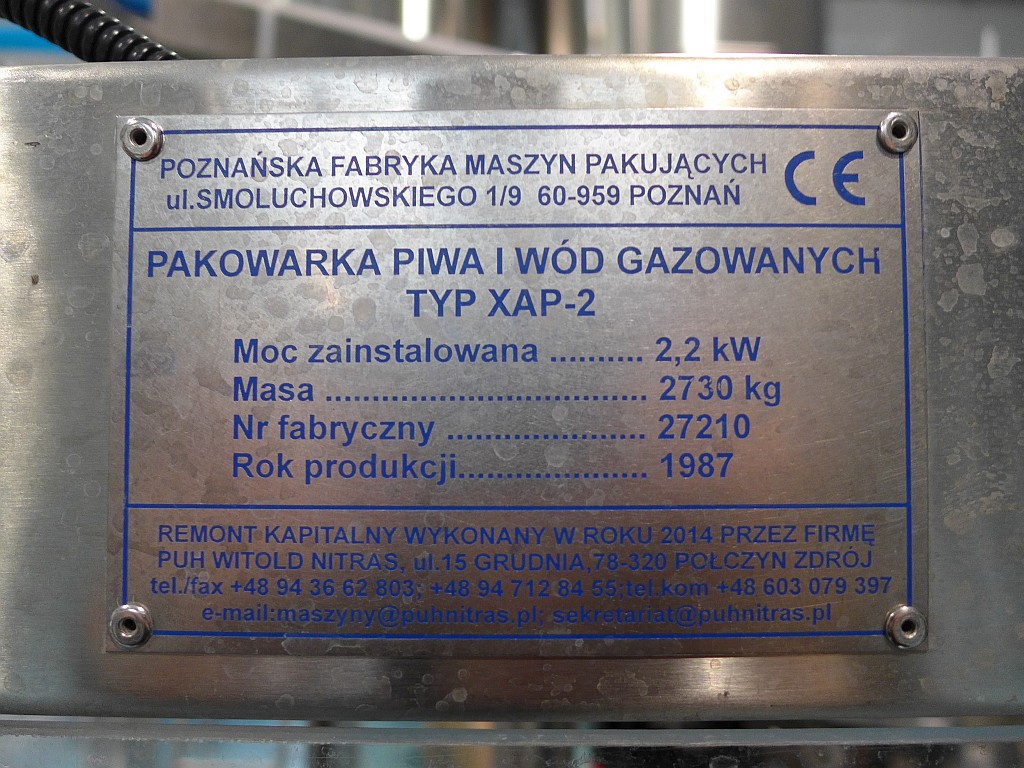 POZNAŃSKA FABRYKA MASZYN PAKUJĄCYCH CE
ul.SMOLUCHOWSKIEGO 1/9 60-959 POZNAŃ
PAKOWARKA PIWA I WÓD GAZOWANYCH
TYP XAP-2
Moc zainstalowana .......... 2,2 kW
Masa .................................. 2730 kg
Nr fabryczny ..................... 27210
Rok produkcji.................... 1987
REMONT KAPITALNY WYKONANY W ROKU 2014 PRZEZ FIRMĘ
PUH WITOLD NITRAS, ul.15 GRUDNIA,78-320 POŁCZYN ZDRÓJ
tel./fax +48 94 36 62 803; +48 94 712 84 55;tel.kom +48 603 079 397
e-mail:maszyny@puhnitras.pl; sekretariat@puhnitras.pl